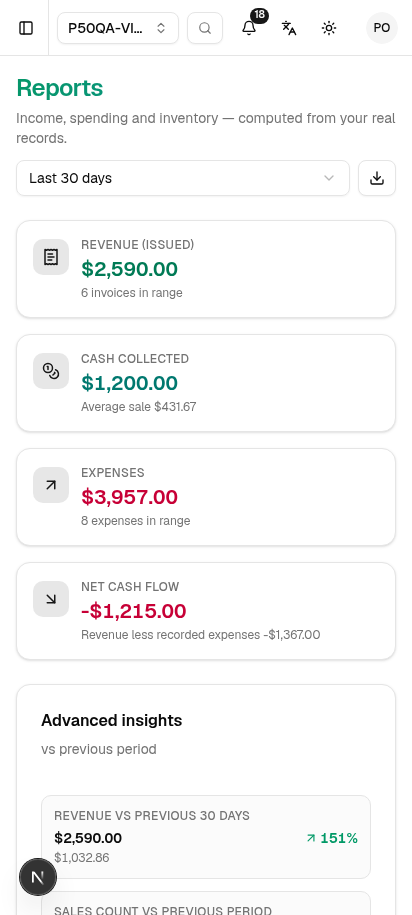 P50QA-VI...
18
PO
Reports
Income, spending and inventory — computed from your real
records.
Last 30 days
REVENUE (ISSUED)
$2,590.00
6 invoices in range
CASH COLLECTED
$1,200.00
Average sale $431.67
EXPENSES
$3,957.00
8 expenses in range
NET CASH FLOW
-$1,215.00
Revenue less recorded expenses -$1,367.00
Advanced insights
vs previous period
REVENUE VS PREVIOUS 30 DAYS
$2,590.00
151%
$1,032.86
N
SALES COUNT VS PREVIOUS PERIOD